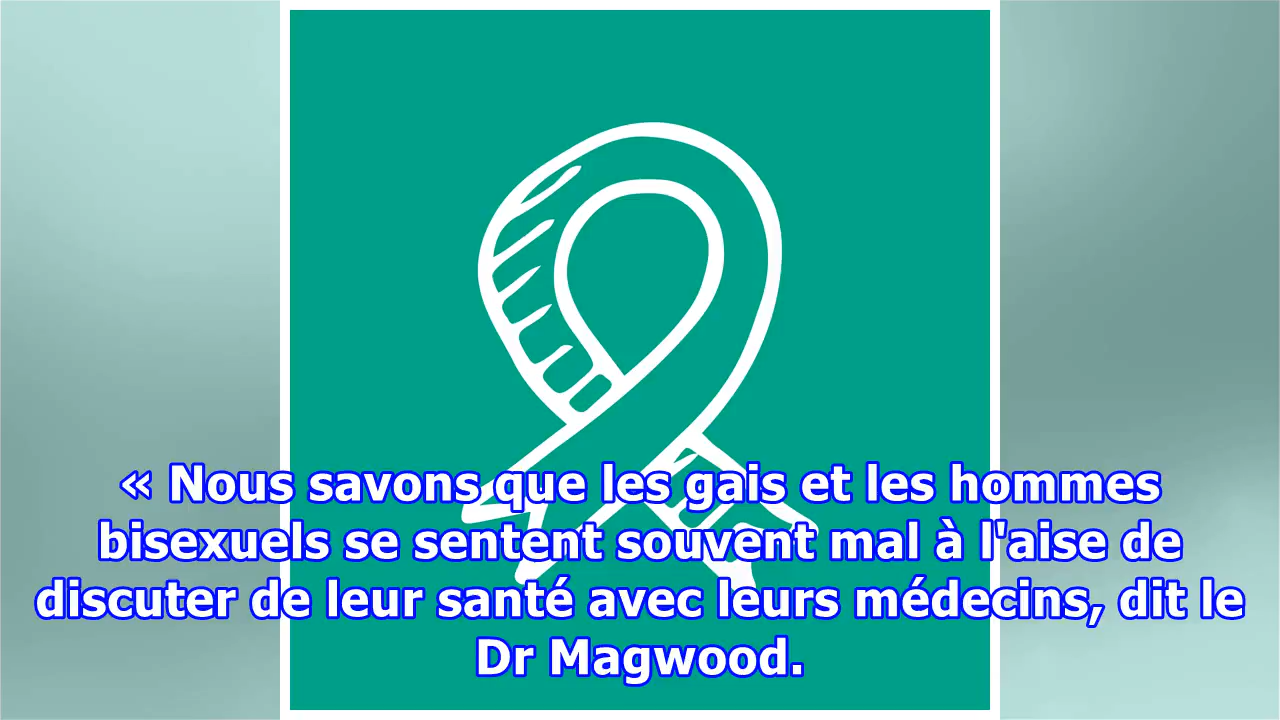 « Nous savons que les gais et les hommes
bisexuels se sentent souvent mal à l'aise de
discuter de leur santé avec leurs médecins, dit le
Dr Magwood.